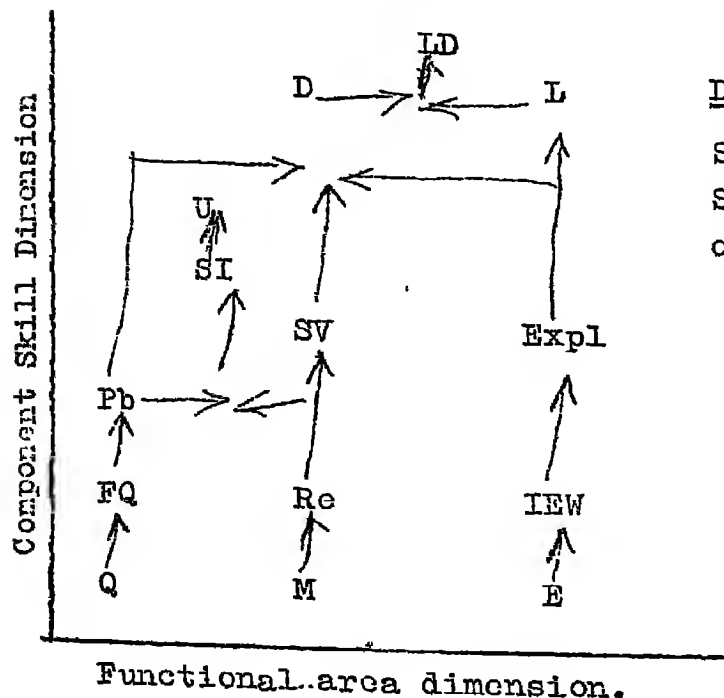 LD
D L
U
SI
SV Expl
Pb
FQ Re IEW
Q M E
Component Skill Dimension
Functional area dimension.
D
S
S
c